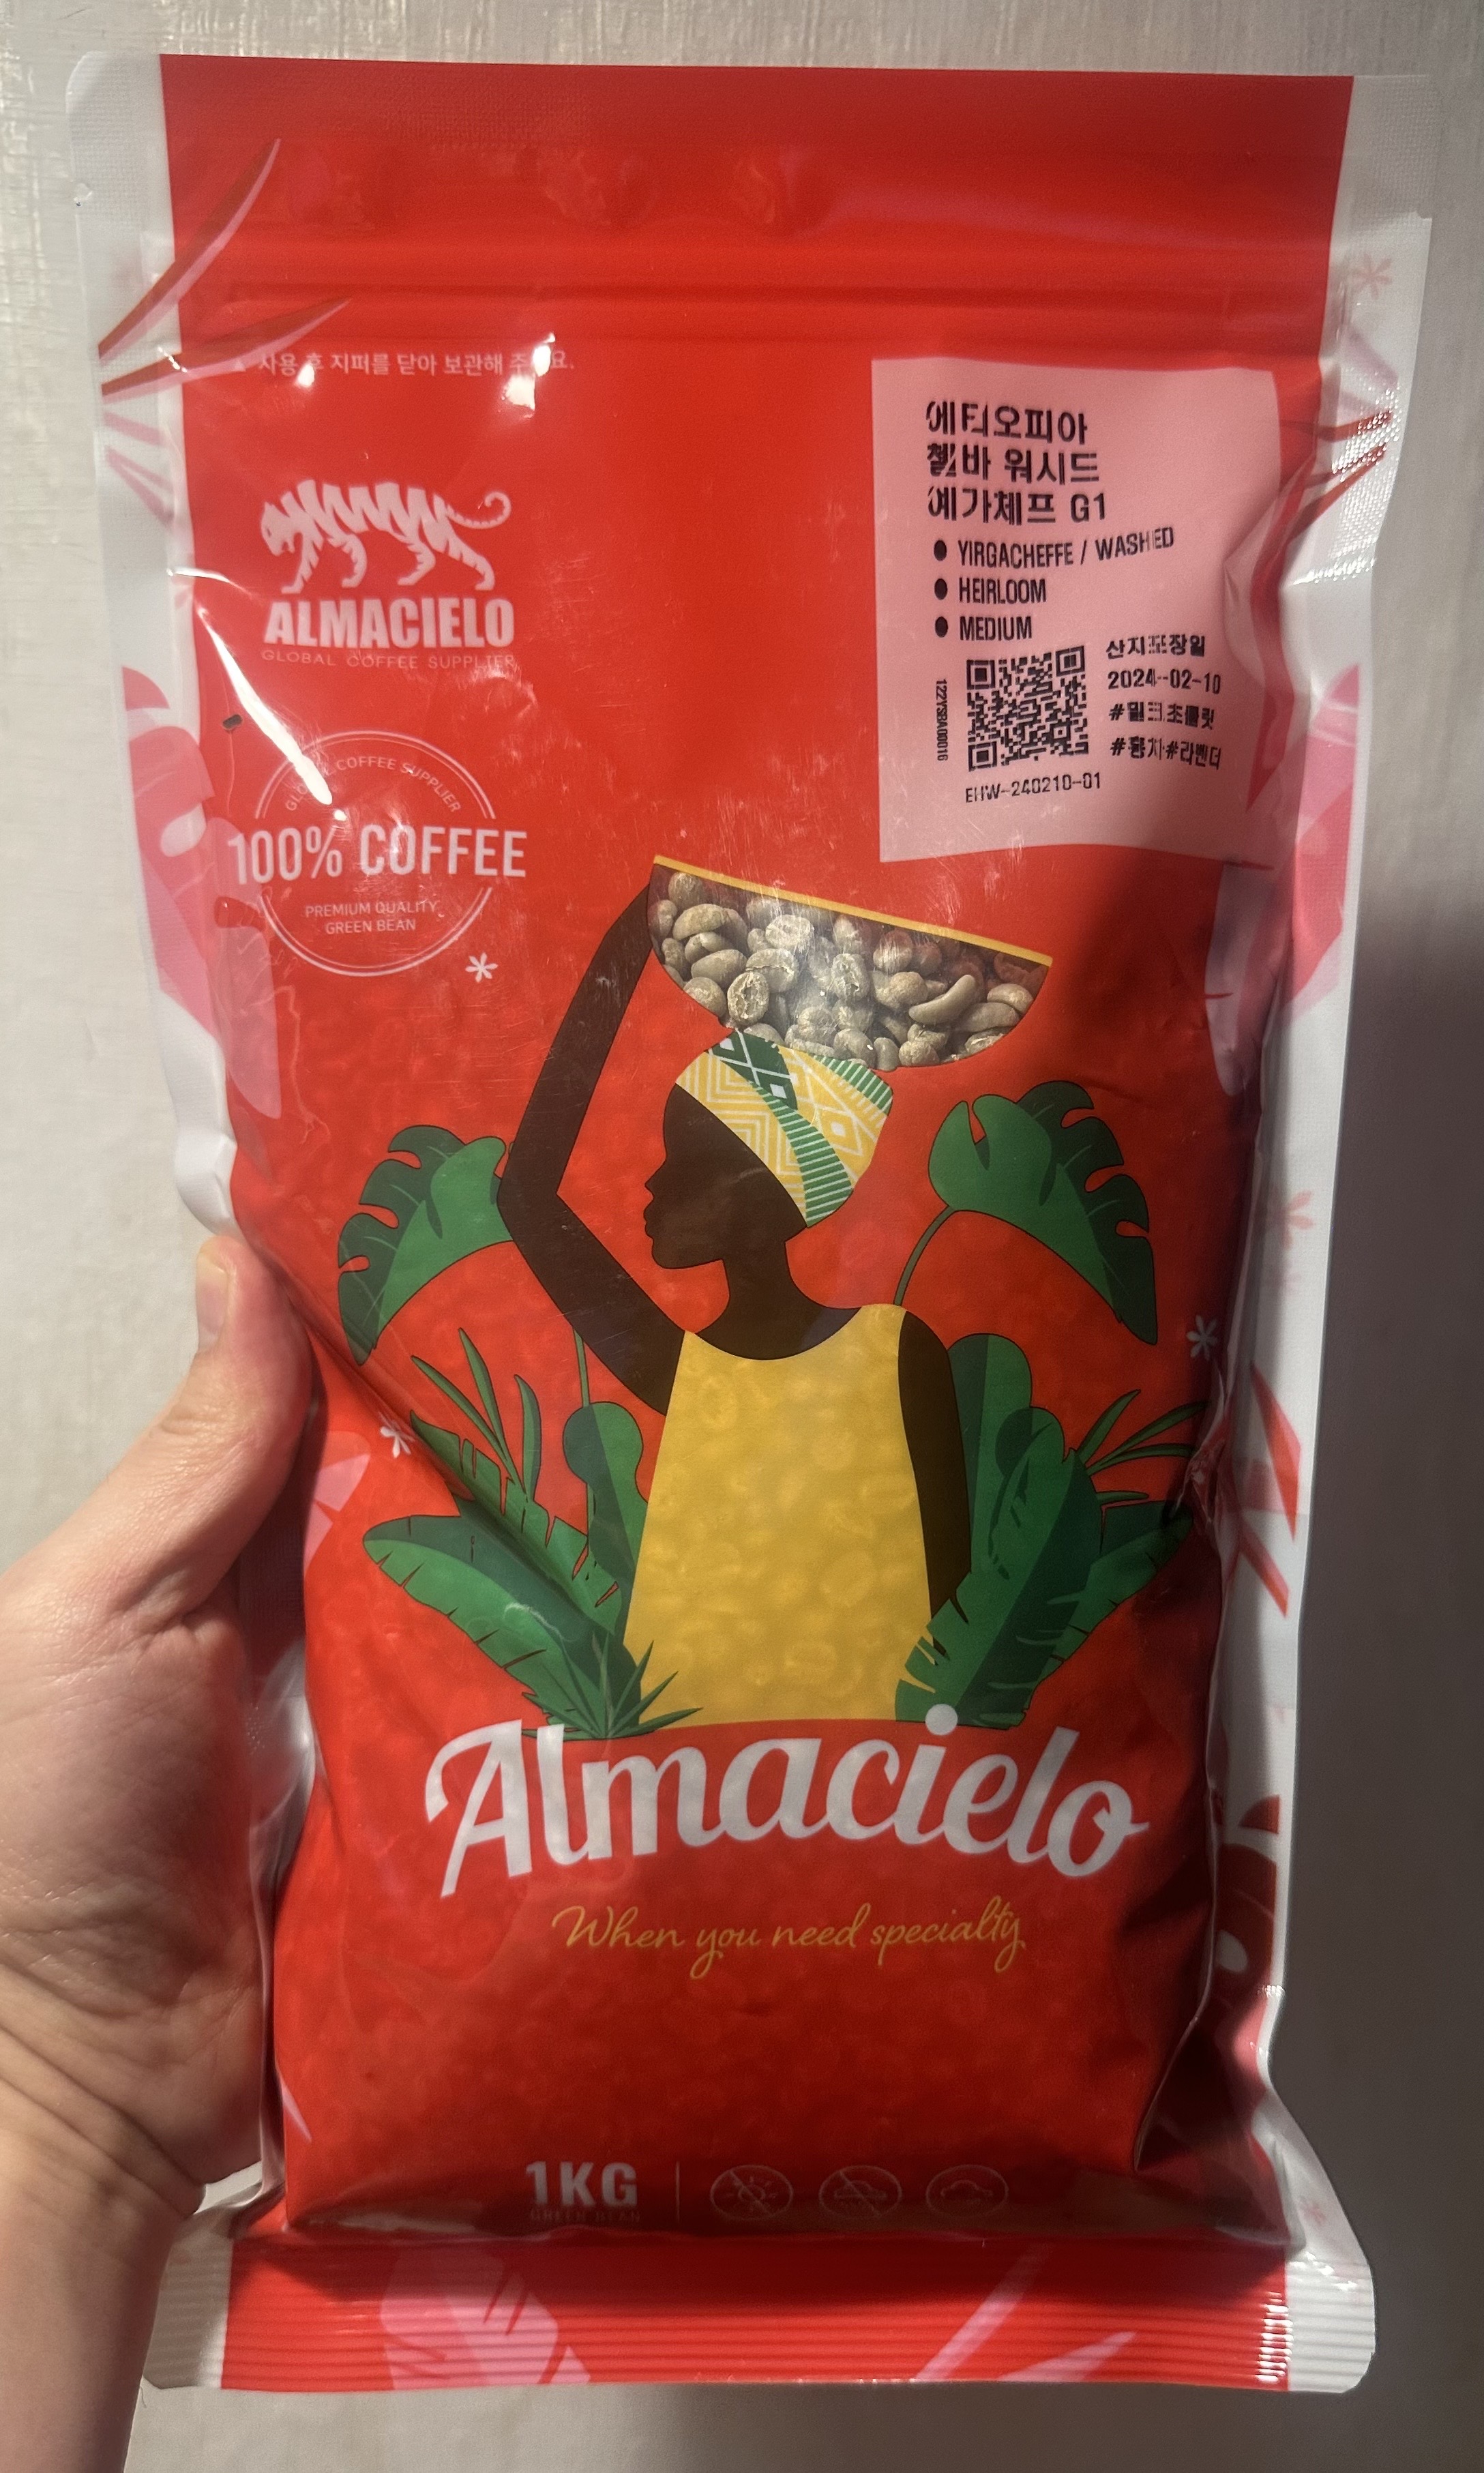 사용 후 지퍼를 닫아 보관해 주세요.
ALMACIELO
GLOBAL COFFEE SUPPLIER
GLOBAL COFFEE SUPPLIER
100% COFFEE
PREMIUM QUALITY
GREEN BEAN
에티오피아
첼바 워시드
예가체프 G1
● YIRGACHEFFE / WASHED
● HEIRLOOM
● MEDIUM
산지포장일
2024-02-10
#밀크초콜릿
#홍차#라벤더
122YSBA00016
EHW-240210-01
Almacielo
When you need specialty
1KG
GREEN BEAN